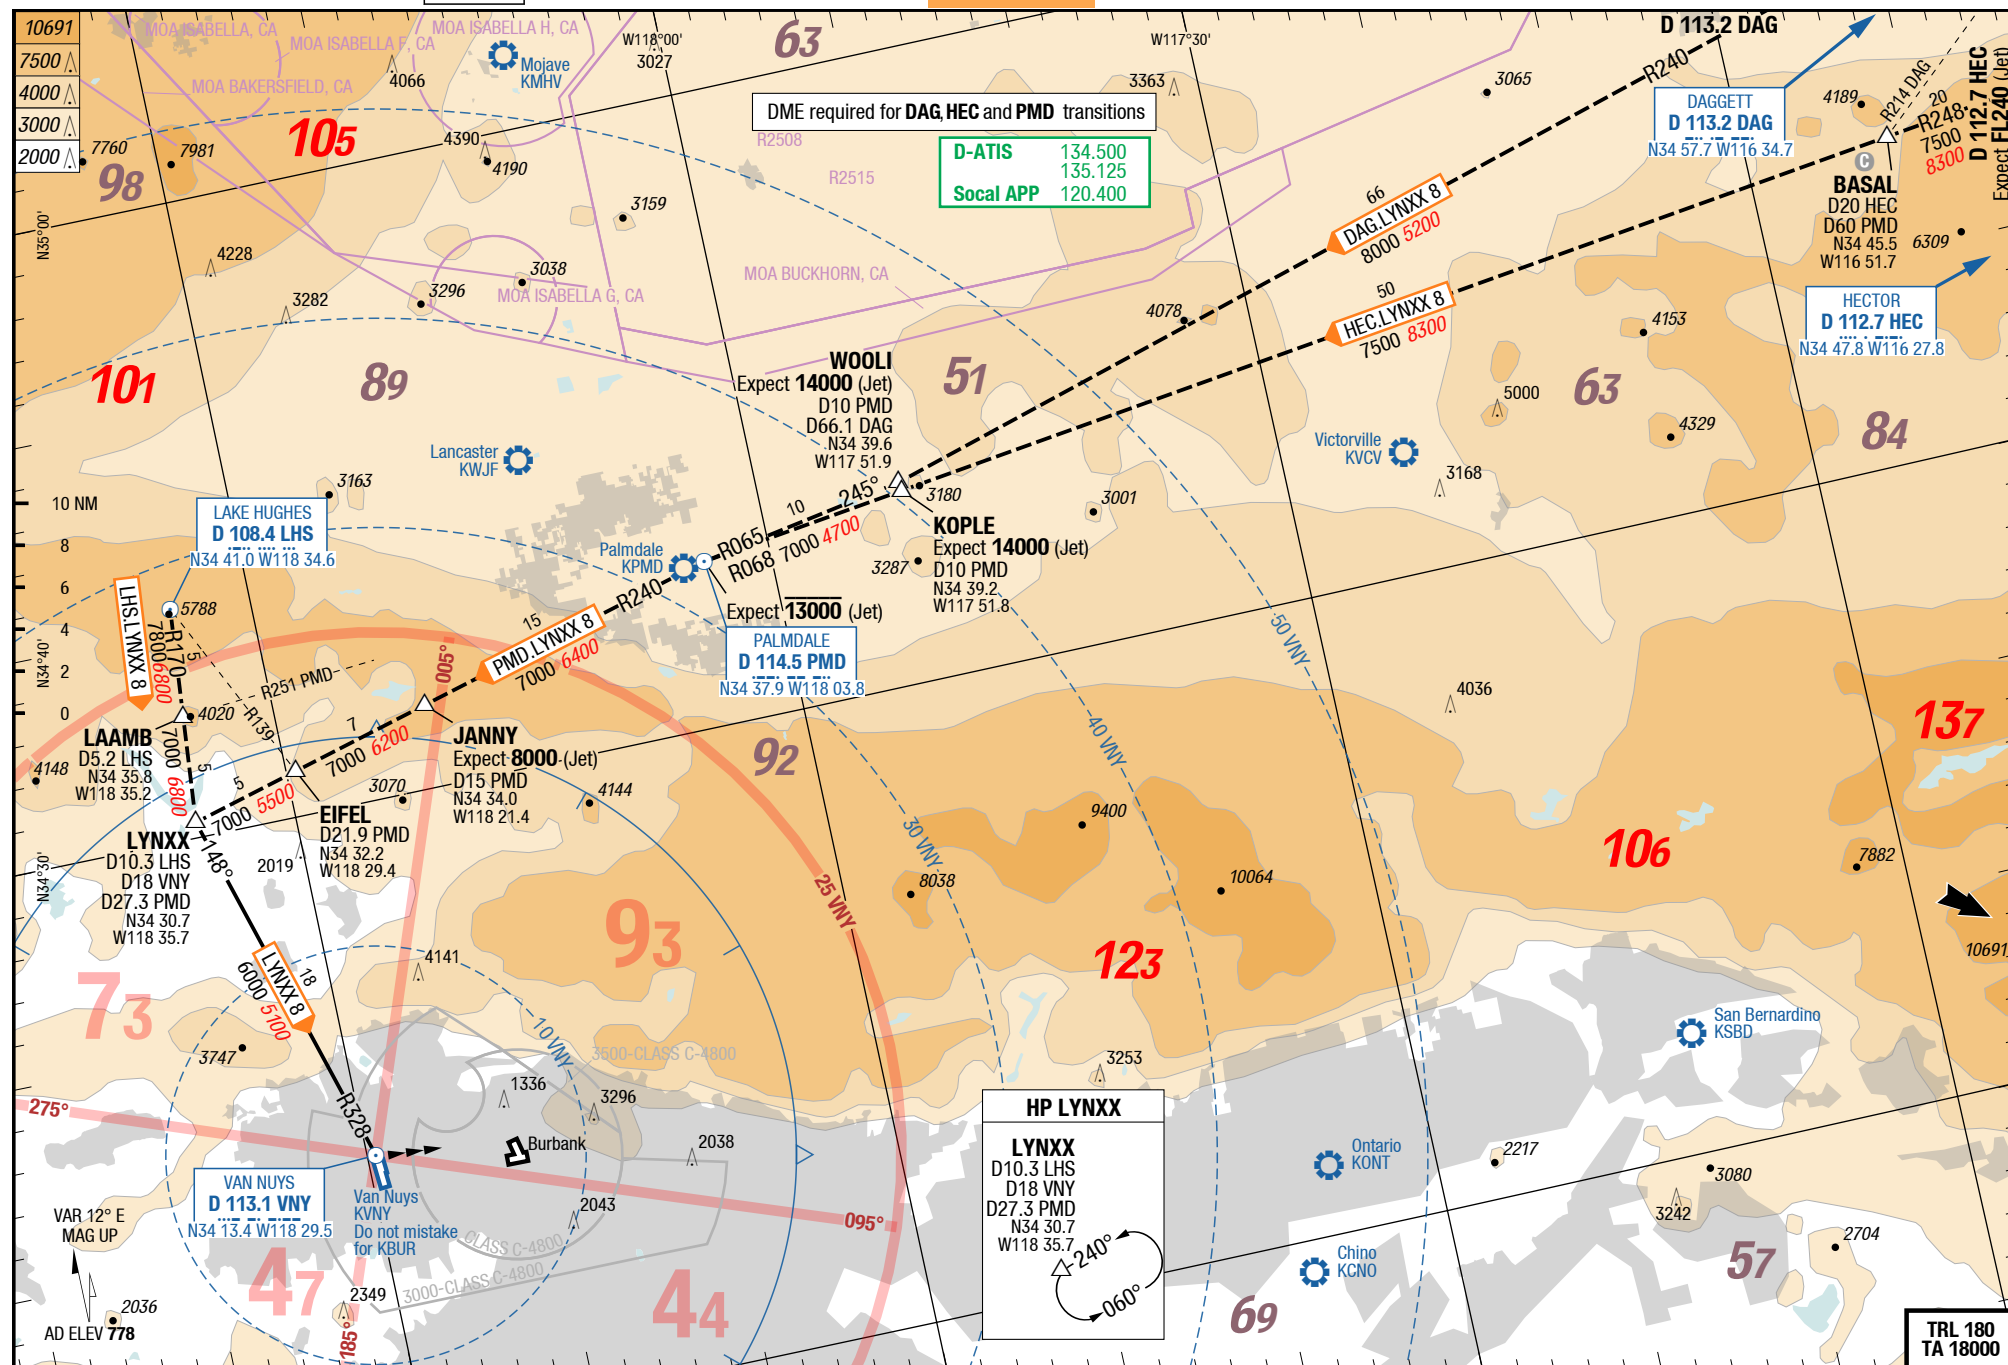 10691
7500
4000
3000
2000
MOA ISABELLA, CA
MOA ISABELLA F, CA
MOA ISABELLA H, CA
MOA BAKERSFIELD, CA
4066
Mojave
KMHV
W118°00'
3027
63
W117°30'
3363
3065
D 113.2 DAG
R240
DME required for DAG, HEC and PMD transitions
D-ATIS 134.500
135.125
Socal APP 120.400
R2508
R2515
DAGGETT
D 113.2 DAG
N34 57.7 W116 34.7
4189
R214 DAG
20
R248
7500
8300
D 112.7 HEC
Expect FL240 (Jet)
BASAL
D20 HEC
D60 PMD
N34 45.5
W116 51.7
6309
HECTOR
D 112.7 HEC
N34 47.8 W116 27.8
7760
7981
98
105
4390
4190
3159
N35°00'
4228
3282
3296
3038
MOA ISABELLA G, CA
MOA BUCKHORN, CA
66
DAG.LYNXX 8
8000 5200
50
HEC.LYNXX 8
7500 8300
4078
4153
5000
63
4329
84
101
89
51
WOOLI
Expect 14000 (Jet)
D10 PMD
D66.1 DAG
N34 39.6
W117 51.9
Lancaster
KWJF
Victorville
KVCV
3168
3163
10 NM
8
6
4
2
0
LAKE HUGHES
D 108.4 LHS
N34 41.0 W118 34.6
245°
10
R065
R068 7000 4700
3180
3001
KOPLE
Expect 14000 (Jet)
D10 PMD
N34 39.2
W117 51.8
3287
Palmdale
KPMD
Expect 13000 (Jet)
PALMDALE
D 114.5 PMD
N34 37.9 W118 03.8
R240
15
PMD.LYNXX 8
7000 6400
LHS.LYNXX 8
5788
R170
5
7800
6800
N34°40'
R251 PMD
R139
005°
50 VNY
40 VNY
30 VNY
25 VNY
10 VNY
4036
137
LAAMB
D5.2 LHS
N34 35.8
W118 35.2
4020
7000
5
6800
4148
7
7000 6200
JANNY
Expect 8000 (Jet)
D15 PMD
N34 34.0
W118 21.4
92
3070
4144
5
7000 5500
EIFEL
D21.9 PMD
N34 32.2
W118 29.4
LYNXX
D10.3 LHS
D18 VNY
D27.3 PMD
N34 30.7
W118 35.7
N34°30'
148°
2019
9400
8038
10064
106
7882
10691
93
123
73
LYNXX 8
18
6000 5100
4141
3747
3500-CLASS C-4800
1336
3296
3253
San Bernardino
KSBD
275°
R328
Burbank
2038
VAN NUYS
D 113.1 VNY
N34 13.4 W118 29.5
Van Nuys
KVNY
Do not mistake
for KBUR
2043
CLASS C-4800
3000-CLASS C-4800
095°
HP LYNXX
LYNXX
D10.3 LHS
D18 VNY
D27.3 PMD
N34 30.7
W118 35.7
240°
060°
Ontario
KONT
2217
3080
3242
2704
Chino
KCNO
57
69
VAR 12° E
MAG UP
2036
AD ELEV 778
47
2349
185°
44
TRL 180
TA 18000